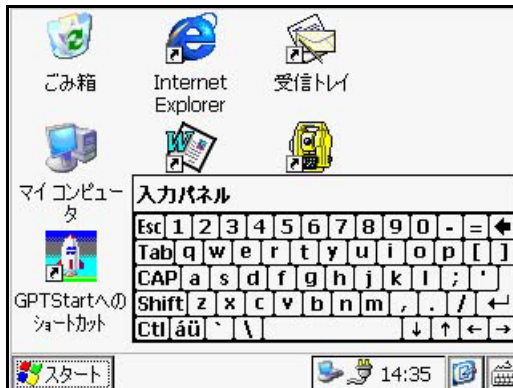 ごみ箱
Internet
Explorer
受信トレイ
マイ コンピュー
タ
GPTStartへの
ショートカット
入力パネル
Esc 1 2 3 4 5 6 7 8 9 0 - =
Tab q w e r t y u i o p [ ]
CAP a s d f g h j k l ; '
Shift z x c v b n m , . / ↵
Ctl áü ` \ ↓ ↑ ← →
スタート
14:35